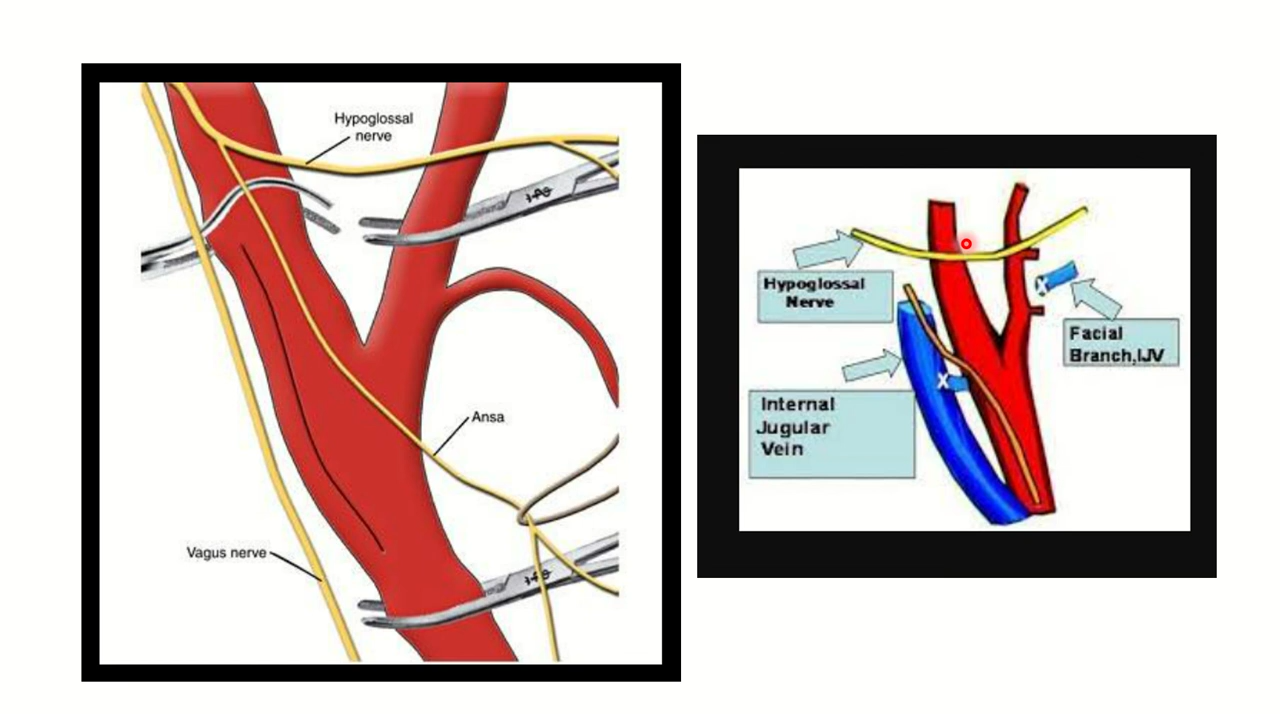 Hypoglossal
nerve
Ansa
Vagus nerve
Hypoglossal
Nerve
Facial
Branch,IJV
Internal
Jugular
Vein
X
X